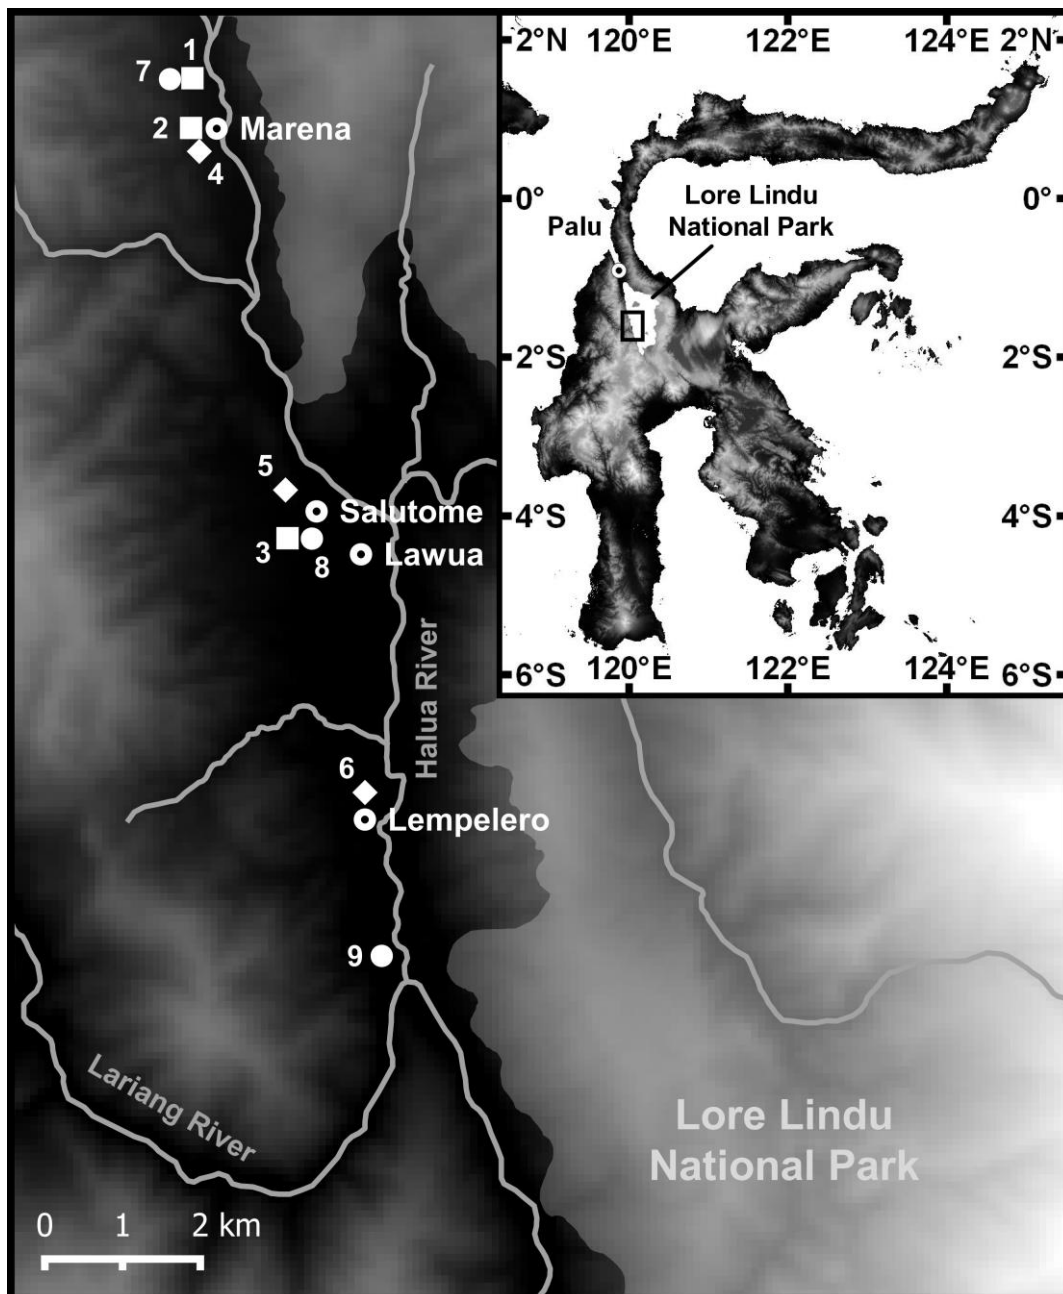 1
7
2
Marena
4
5
Salutome
3
8
Lawua
Halua River
6
Lempelero
9
Lariang River
0 1 2 km
Lore Lindu
National Park
2°N 120°E 122°E 124°E 2°N
0° 0°
Lore Lindu
National Park
Palu
2°S 2°S
4°S 4°S
6°S 120°E 122°E 124°E 6°S